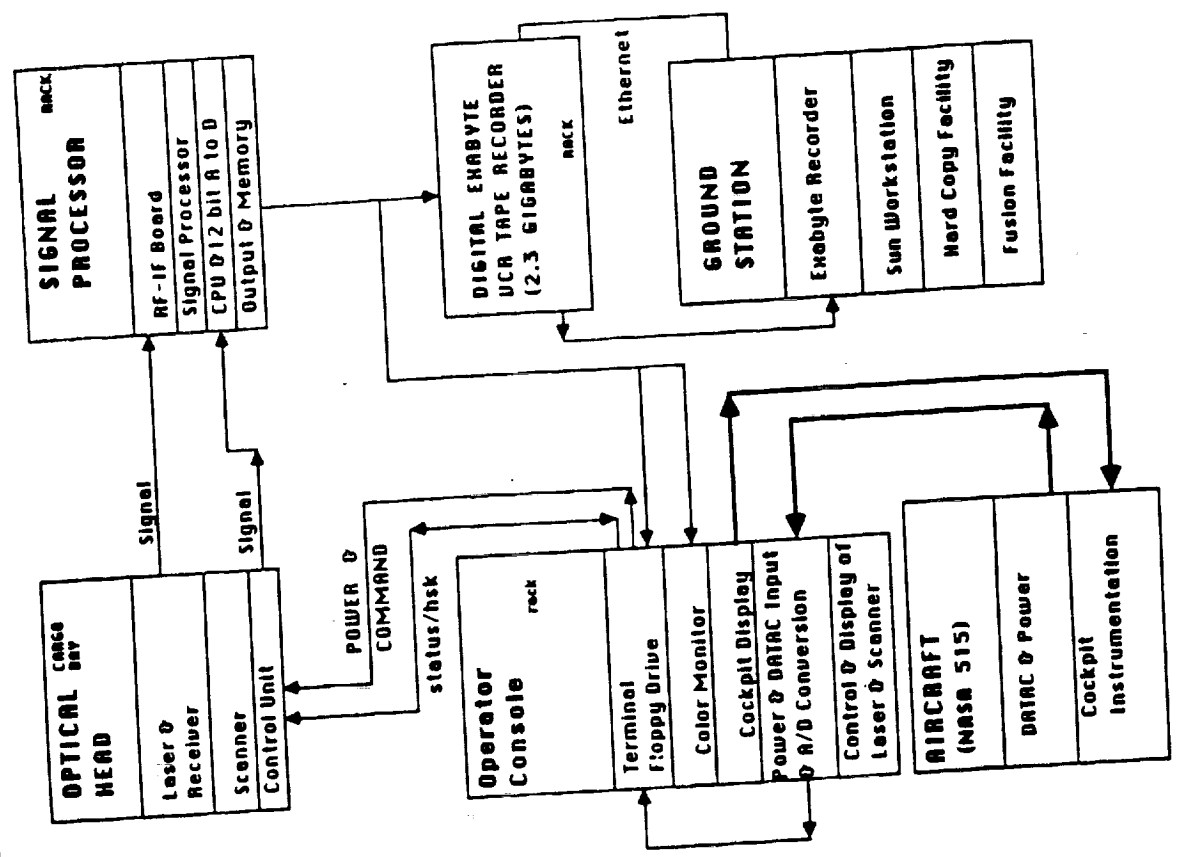 OPTICAL CARGO
HEAD BAY
Laser &
Receiver
Scanner
Control Unit
Signal
Signal
SIGNAL RACK
PROCESSOR
RF-IF Board
Signal Processor
CPU & 12 bit A to D
Output & Memory
POWER &
COMMAND
status/hsk
Operator
Console rack
Terminal
Floppy Drive
Color Monitor
Cockpit Display
Power & DATAC Input
& A/D Conversion
Control & Display of
Laser & Scanner
DIGITAL EXABYTE
VCR TAPE RECORDER
(2.3 GIGABYTES)
RACK
Ethernet
GROUND
STATION
Exabyte Recorder
Sun Workstation
Hard Copy Facility
Fusion Facility
AIRCRAFT
(NASA 515)
DATAC & Power
Cockpit
Instrumentation